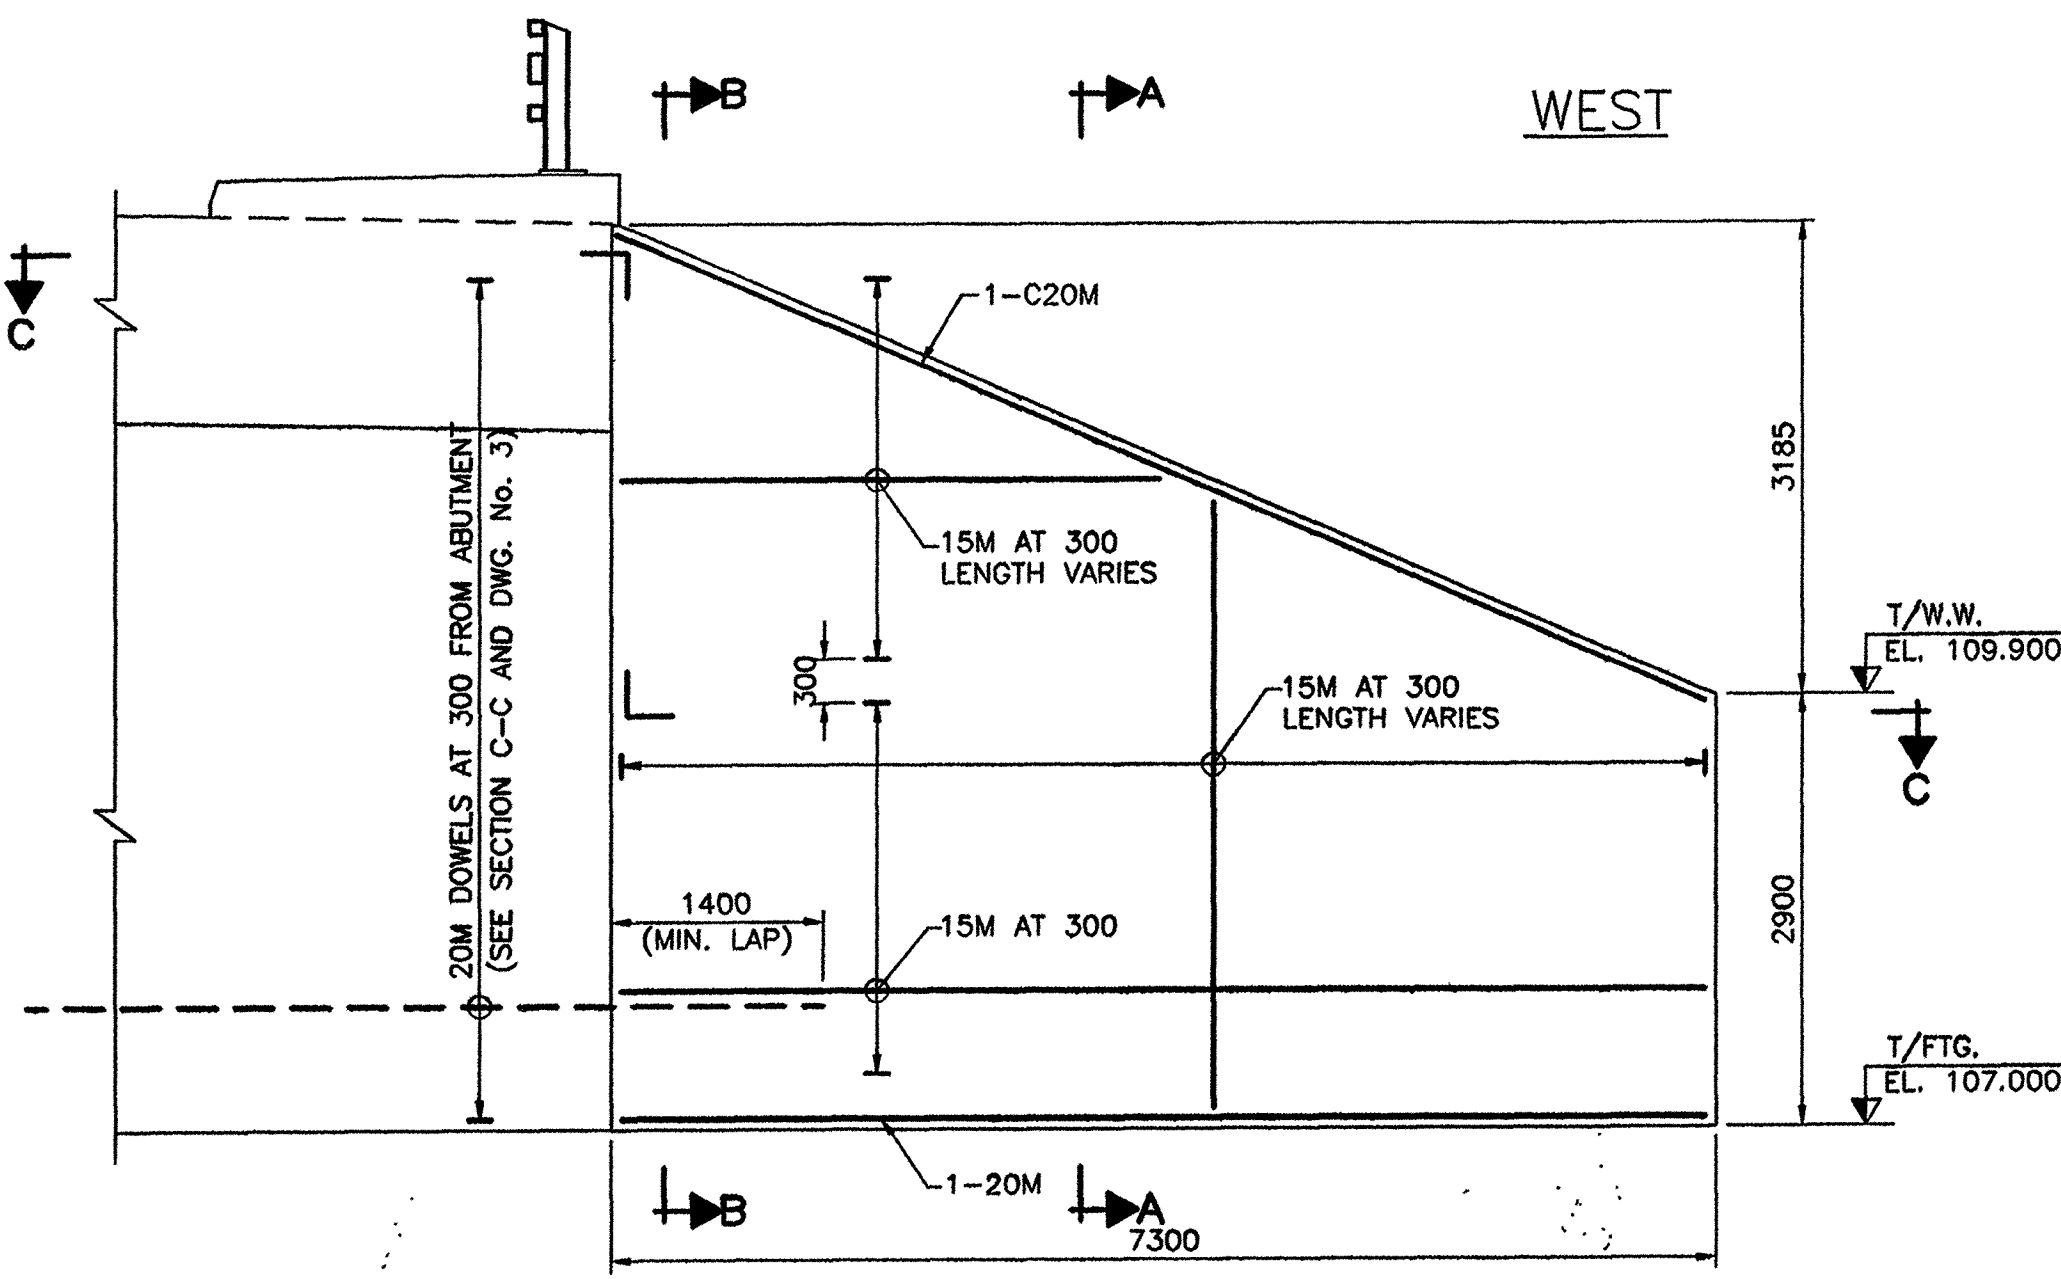 B
A
WEST
C
1-C20M
3185
20M DOWELS AT 300 FROM ABUTMENT
(SEE SECTION C-C AND DWG. No. 3)
15M AT 300
LENGTH VARIES
T/W.W.
EL. 109.900
300
15M AT 300
LENGTH VARIES
C
1400
(MIN. LAP)
15M AT 300
2900
T/FTG.
EL. 107.000
1-20M
B
A
7300